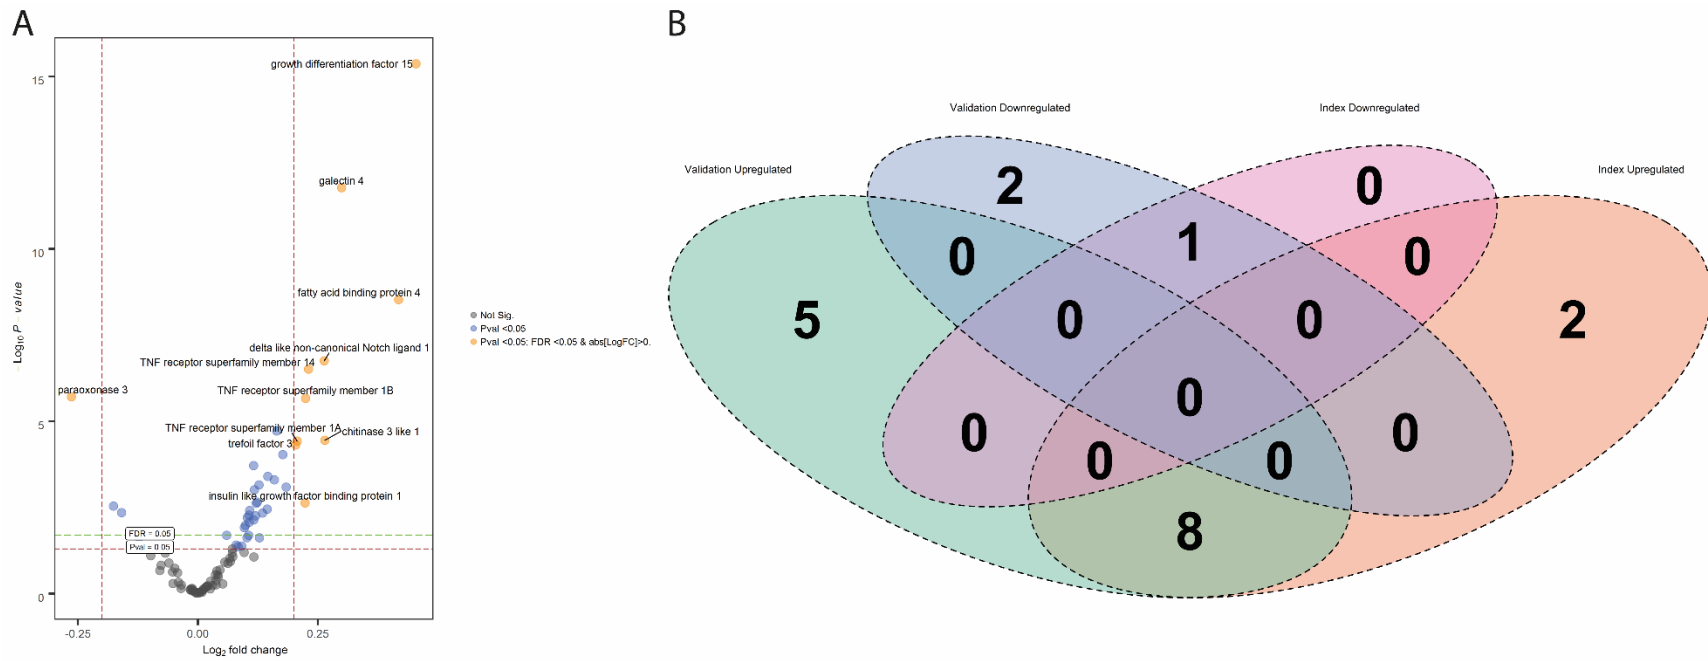 A
B
15
10
5
0
-0.25
0.00
0.25
Log2 fold change
- Log10 P - value
growth differentiation factor 15
galectin 4
fatty acid binding protein 4
delta like non-canonical Notch ligand 1
TNF receptor superfamily member 14
paraoxonase 3
TNF receptor superfamily member 1B
TNF receptor superfamily member 1A
chitinase 3 like 1
trefoil factor 3
insulin like growth factor binding protein 1
FDR = 0.05
Pval = 0.05
Not Sig.
Pval <0.05
Pval <0.05; FDR <0.05 & abs[LogFC]>0.
Validation Downregulated
Index Downregulated
Validation Upregulated
Index Upregulated
2
0
1
0
0
5
0
0
2
0
0
0
0
0
8